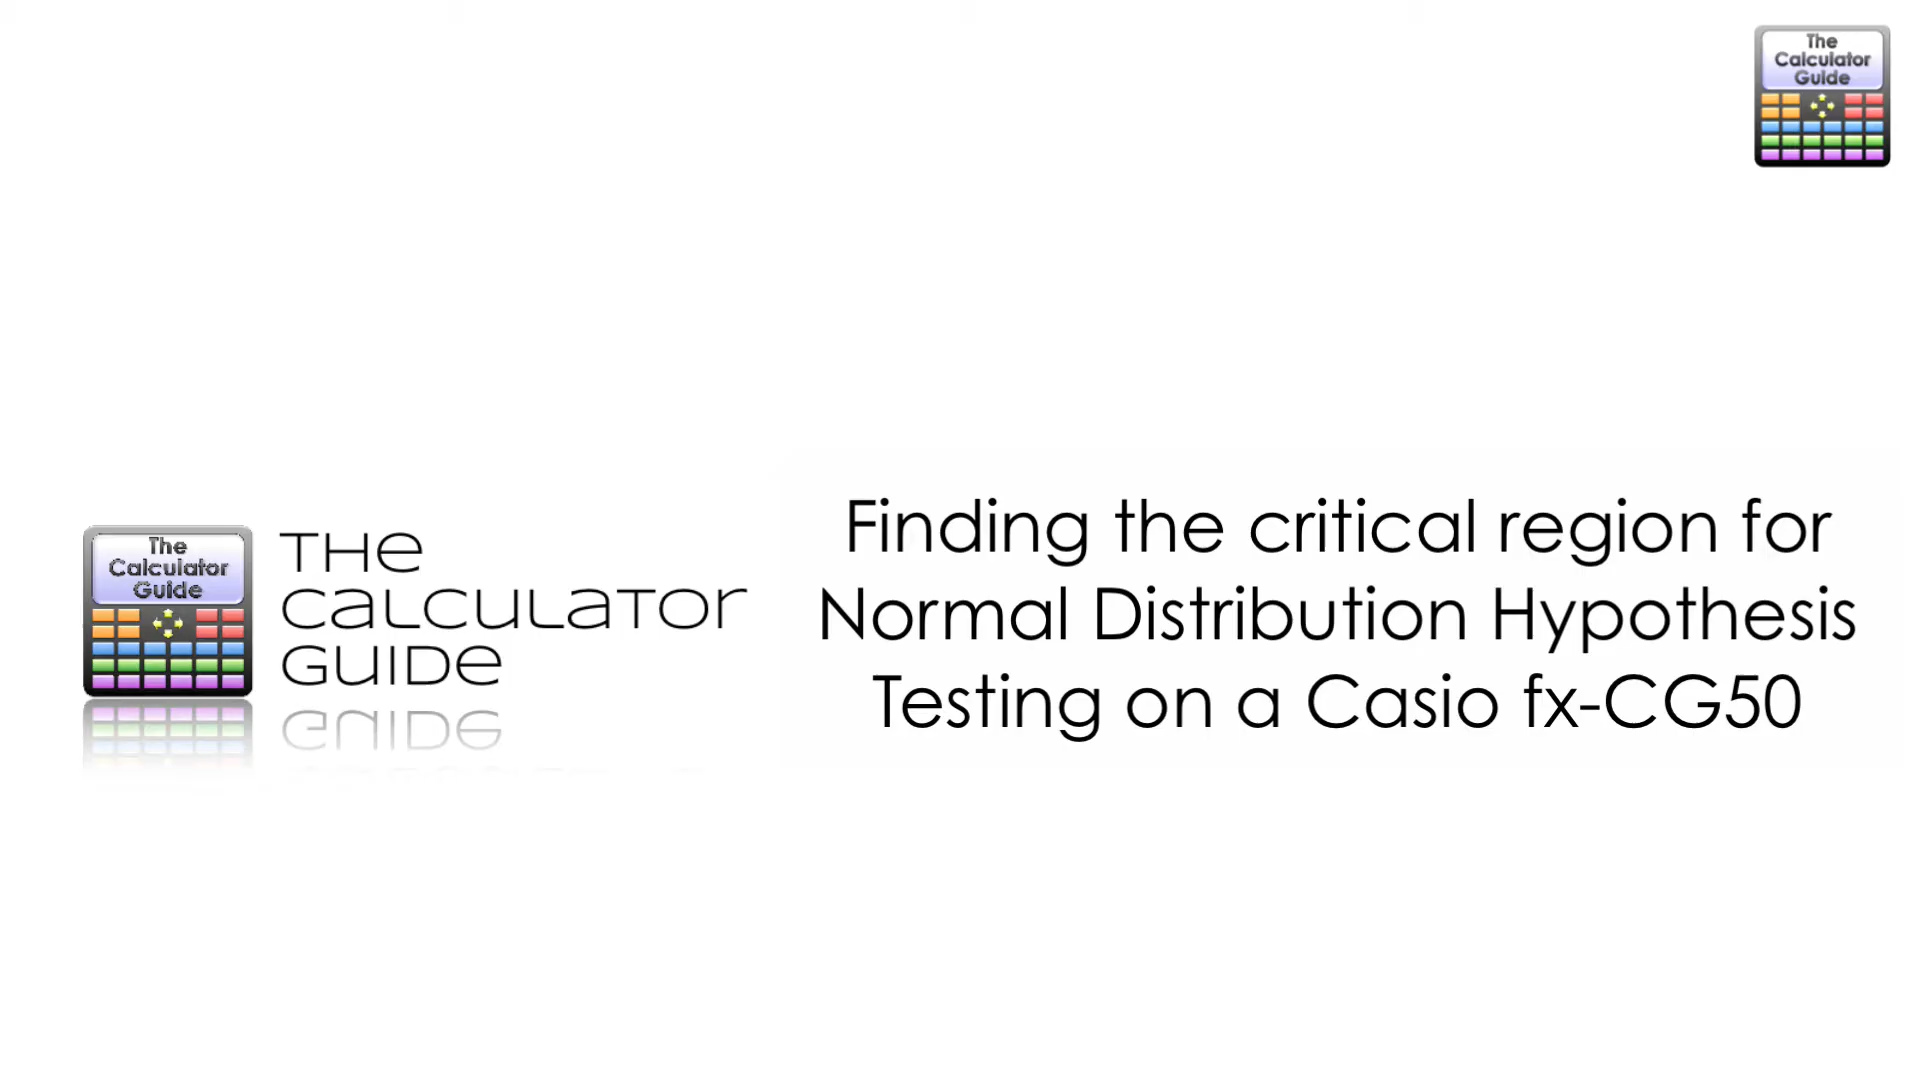 The
Calculator
Guide
The
Calculator
Guide
THe
CaLCULaTOr
GUIDe
Finding the critical region for
Normal Distribution Hypothesis
Testing on a Casio fx-CG50